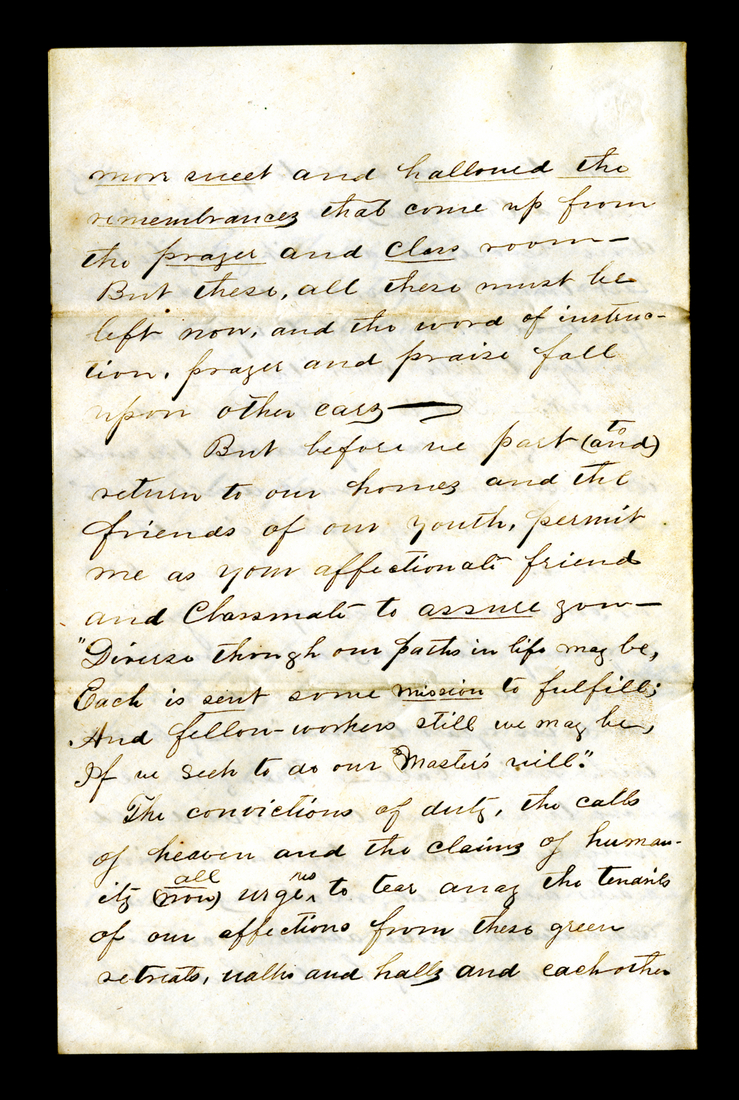 more sweet and hallowed the
remembrances that come up from
the prayer and class room—
But these, all these must be
left now, and the word of instruc-
tion, prayer and praise fall
upon other ears—
But before we part (and) to
return to our homes and the
friends of our youth, permit
me as your affectionate friend
and Classmate to assure you—
"Diverse though our paths in life may be,
Each is sent some mission to fulfill;
And fellow-workers still we may be,
If we seek to do our Master's will."
The convictions of duty, the calls
of heaven and the claims of human-
ity (now) all urge us to tear away the tendrils
of our affections from these green
retreats, walks and halls and each other